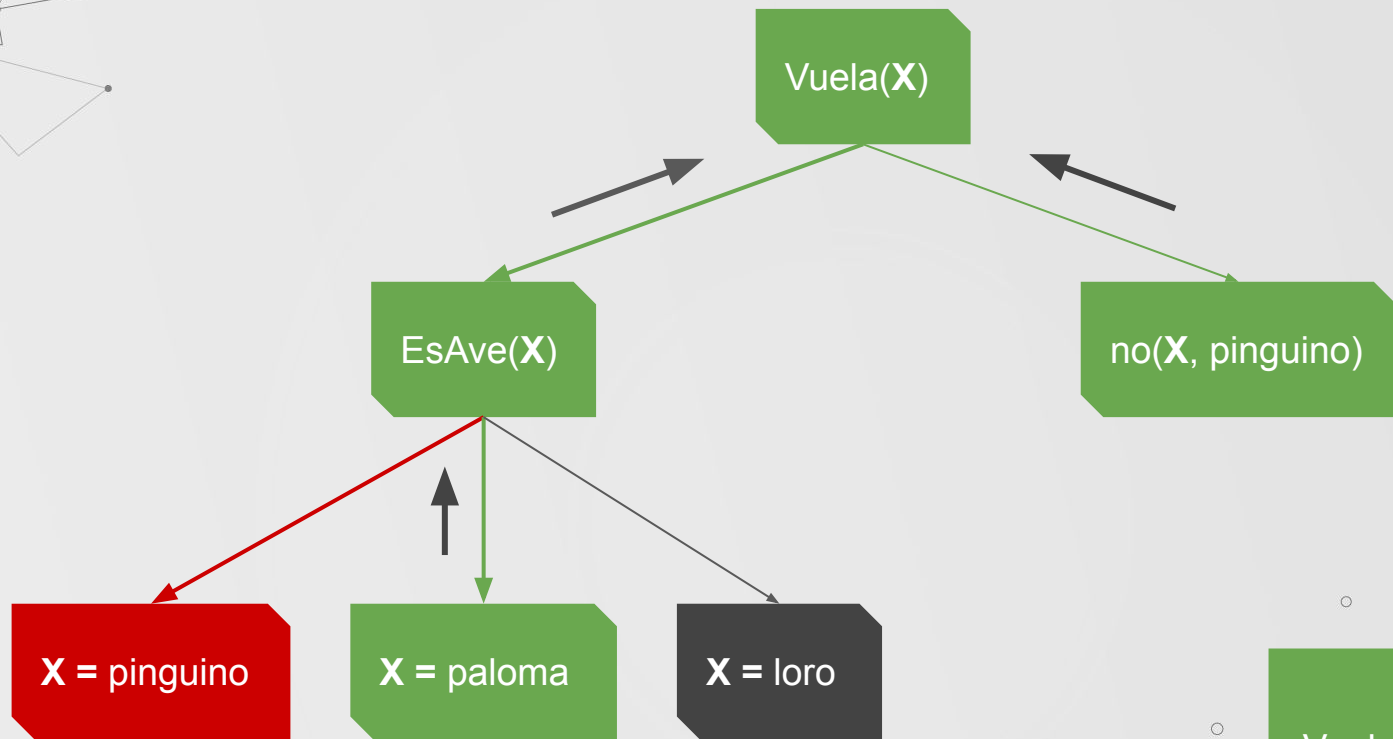 Vuela(X)
EsAve(X)
no(X, pinguino)
X = pinguino
X = paloma
X = loro